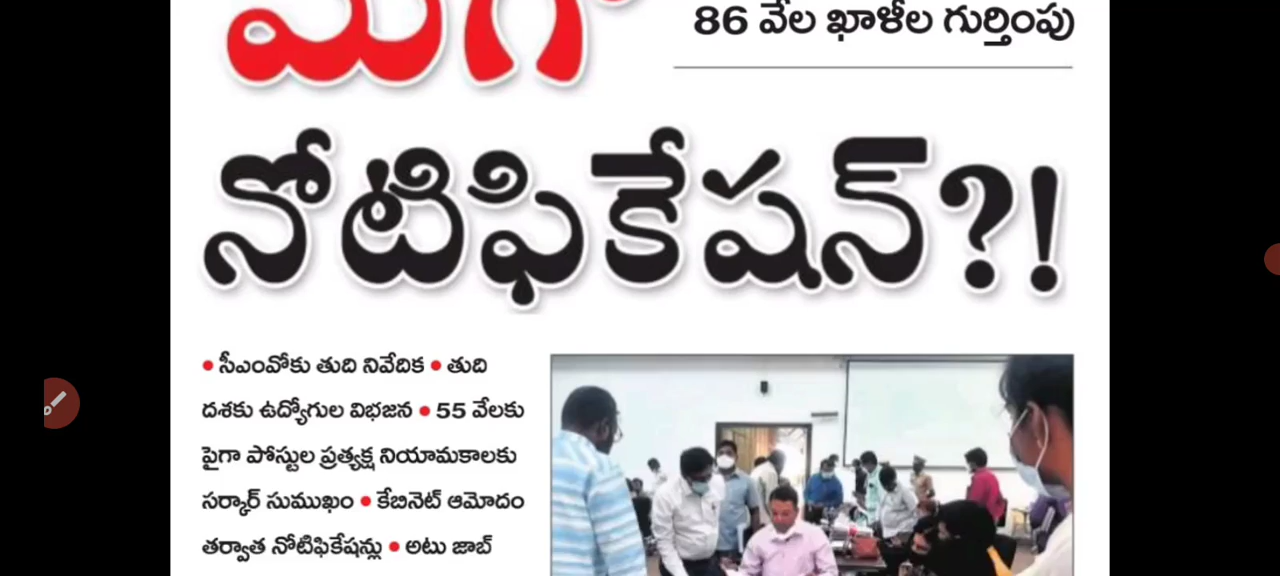 మెగా
86 వేల ఖాళీల గుర్తింపు
నోటిఫికేషన్?!
• సీఎంవోకు తుది నివేదిక • తుది
దశకు ఉద్యోగుల విభజన • 55 వేలకు
పైగా పోస్టుల ప్రత్యక్ష నియామకాలకు
సర్కార్ సుముఖం • కేబినెట్ ఆమోదం
తర్వాత నోటిఫికేషన్లు • అటు జాబ్